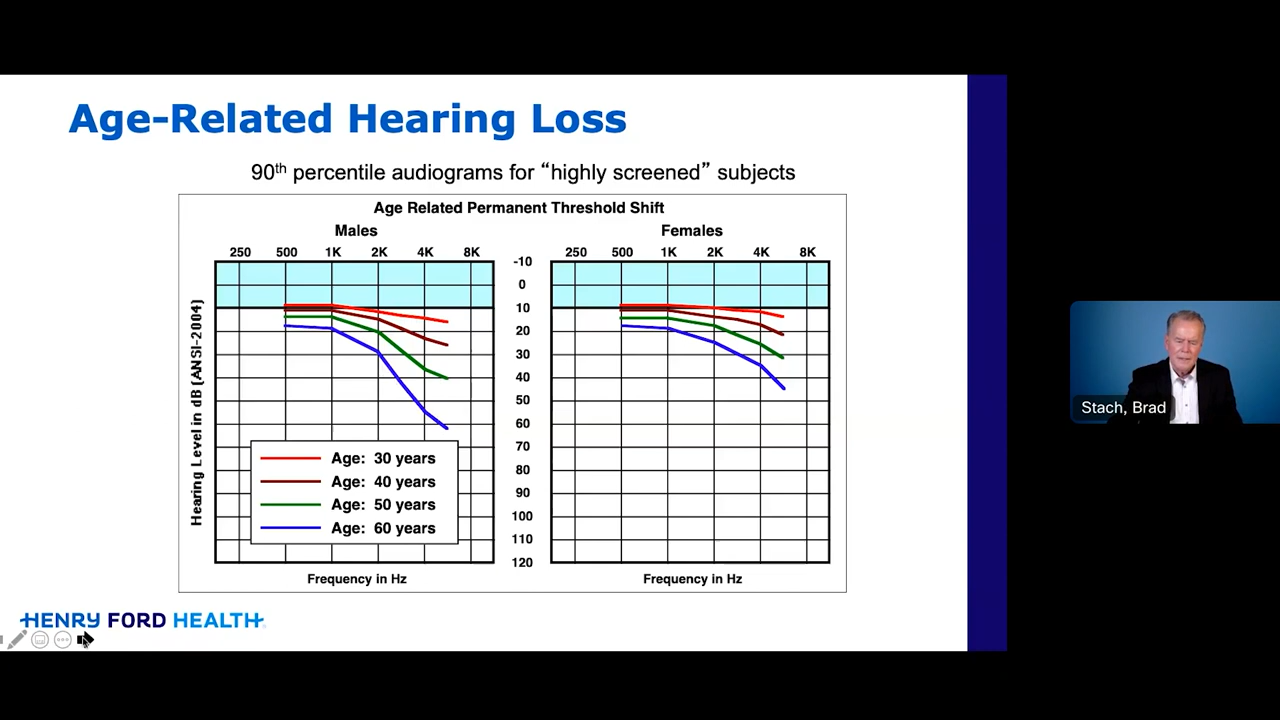 Age-Related Hearing Loss
90th percentile audiograms for “highly screened” subjects
Age Related Permanent Threshold Shift
Males
Females
250 500 1K 2K 4K 8K
250 500 1K 2K 4K 8K
Hearing Level in dB (ANSI-2004)
-10
0
10
20
30
40
50
60
70
80
90
100
110
120
Age: 30 years
Age: 40 years
Age: 50 years
Age: 60 years
Frequency in Hz
Frequency in Hz
HENRY FORD HEALTH
Stach, Brad